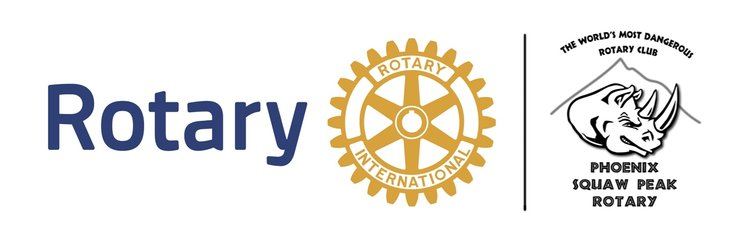 Rotary
ROTARY
INTERNATIONAL
THE WORLD'S MOST DANGEROUS
ROTARY CLUB
PHOENIX
SQUAW PEAK
ROTARY